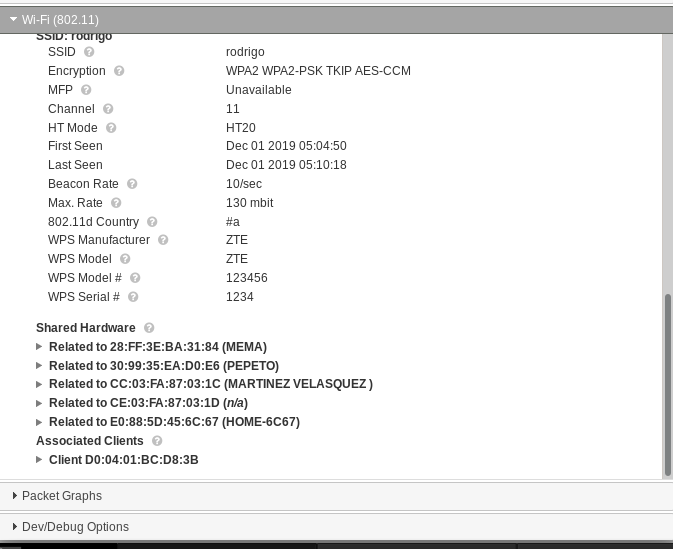 Wi-Fi (802.11)
SSID: rodrigo
SSID rodrigo
Encryption WPA2 WPA2-PSK TKIP AES-CCM
MFP Unavailable
Channel 11
HT Mode HT20
First Seen Dec 01 2019 05:04:50
Last Seen Dec 01 2019 05:10:18
Beacon Rate 10/sec
Max. Rate 130 mbit
802.11d Country #a
WPS Manufacturer ZTE
WPS Model ZTE
WPS Model # 123456
WPS Serial # 1234
Shared Hardware
Related to 28:FF:3E:BA:31:84 (MEMA)
Related to 30:99:35:EA:D0:E6 (PEPETO)
Related to CC:03:FA:87:03:1C (MARTINEZ VELASQUEZ )
Related to CE:03:FA:87:03:1D (n/a)
Related to E0:88:5D:45:6C:67 (HOME-6C67)
Associated Clients
Client D0:04:01:BC:D8:3B
Packet Graphs
Dev/Debug Options